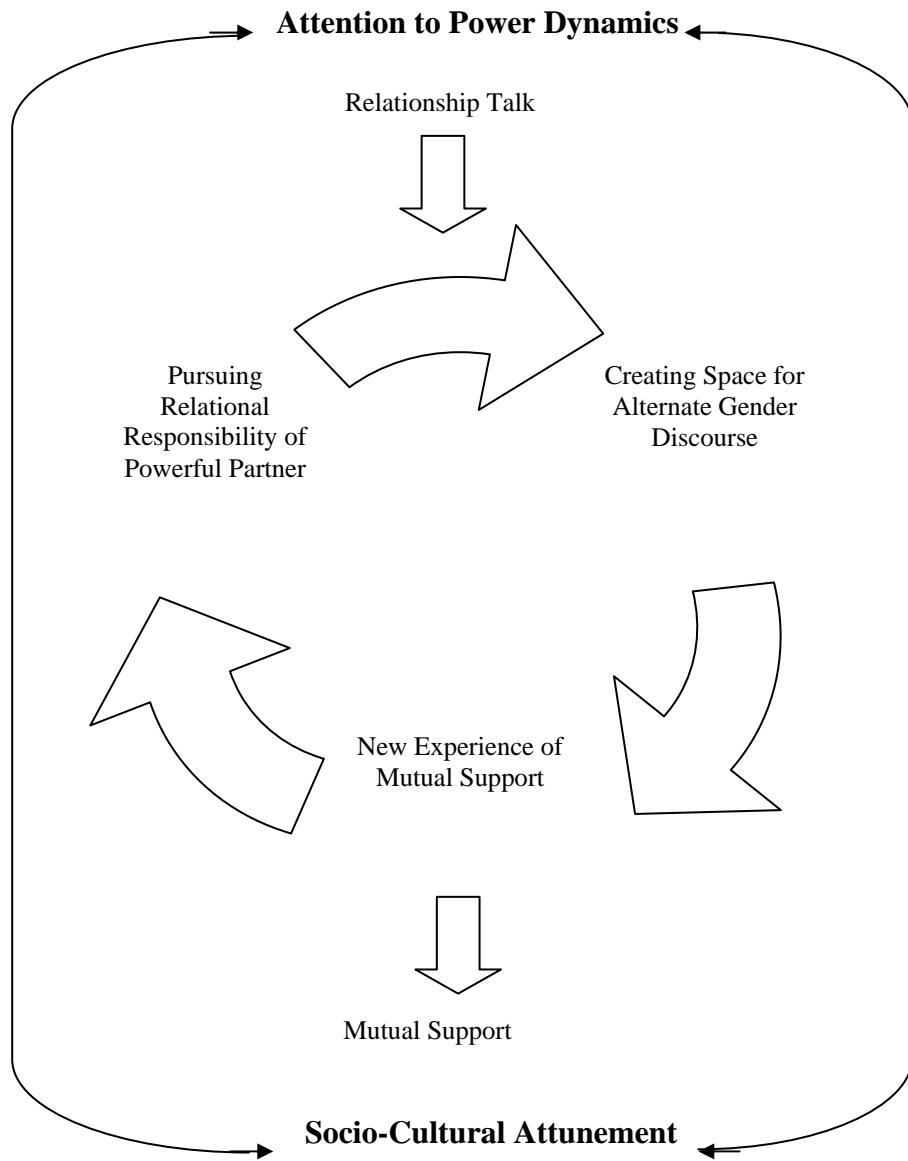 Attention to Power Dynamics
Relationship Talk
Pursuing
Relational
Responsibility of
Powerful Partner
Creating Space for
Alternate Gender
Discourse
New Experience of
Mutual Support
Mutual Support
Socio-Cultural Attunement